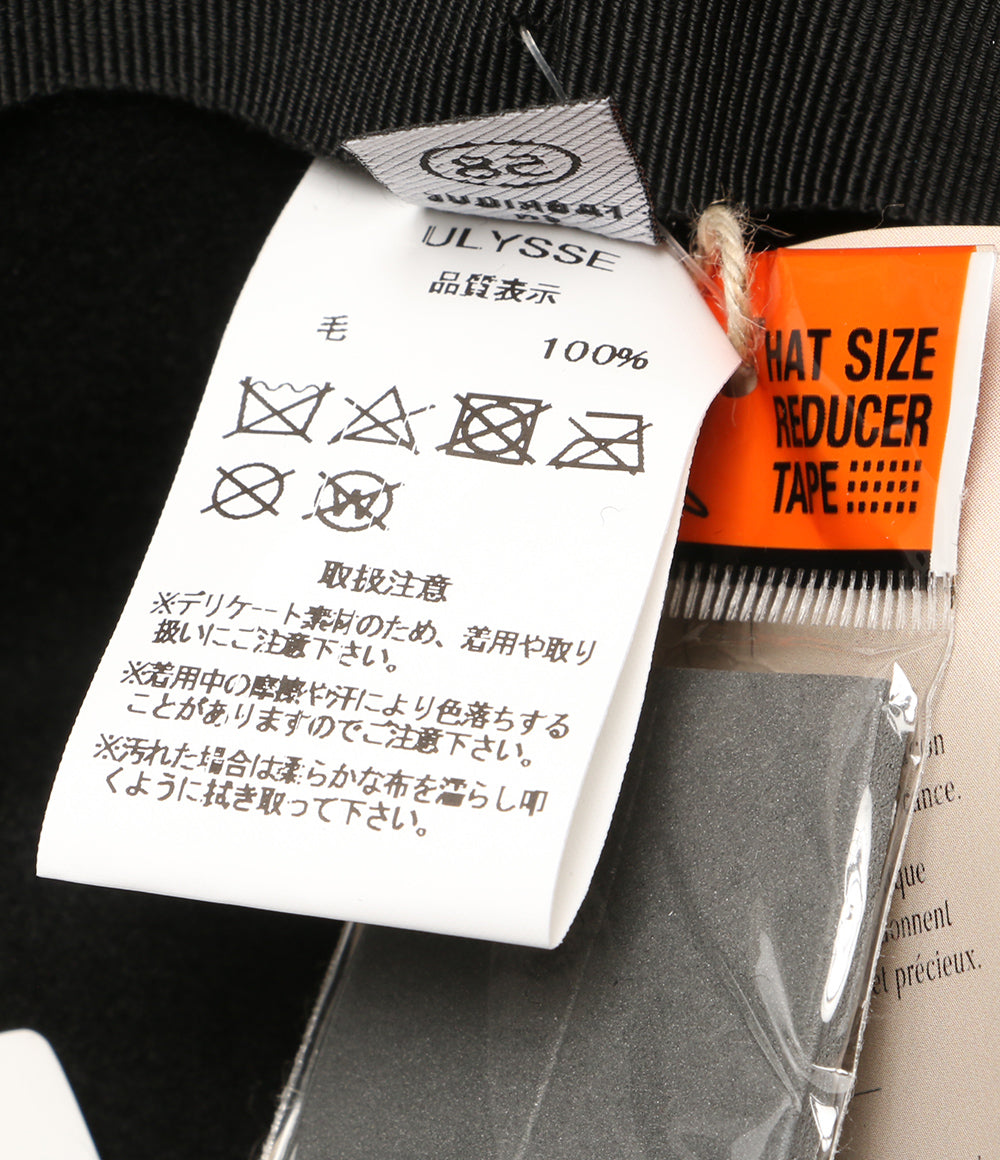 58
ULYSSE
品質表示
毛 100%
W
取扱注意
※デリケート素材のため、着用や取り
扱いにご注意下さい。
※着用中の摩擦や汗により色落ちする
ことがありますのでご注意下さい。
※汚れた場合は柔らかな布を濡らし叩
くように拭き取って下さい。
HAT SIZE
REDUCER
TAPE
que
et précieux.